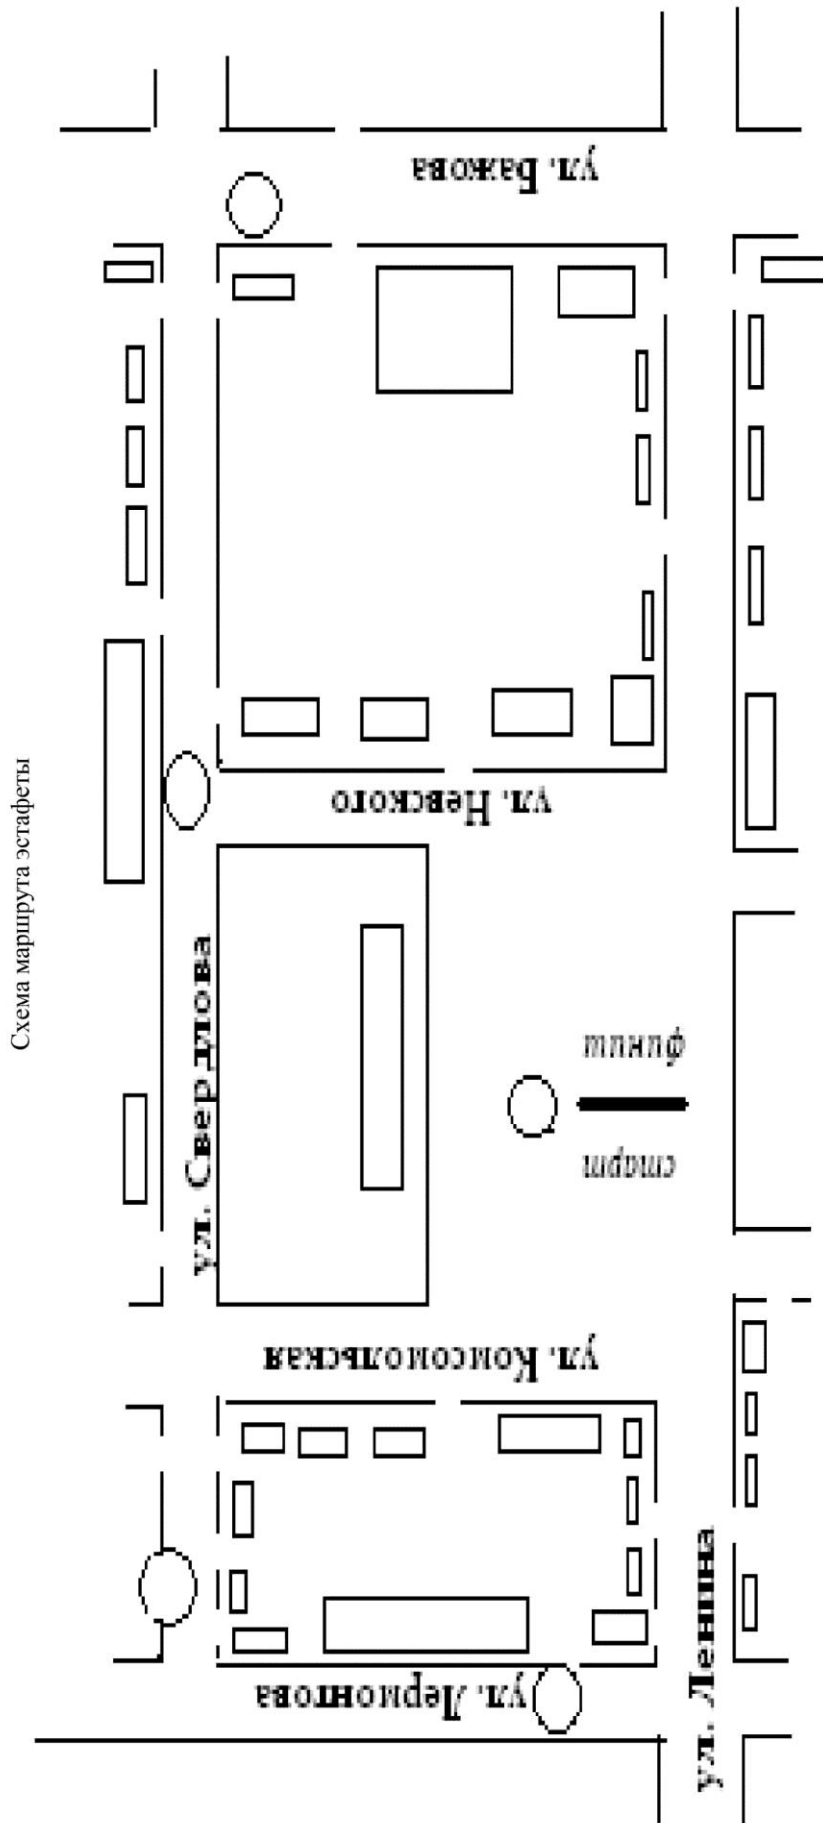 Схема маршрута эстафеты
ул. Бажова
ул. Невского
ул. Свердлова
финиш
старт
ул. Комсомольская
ул. Лермонтова
ул. Ленина